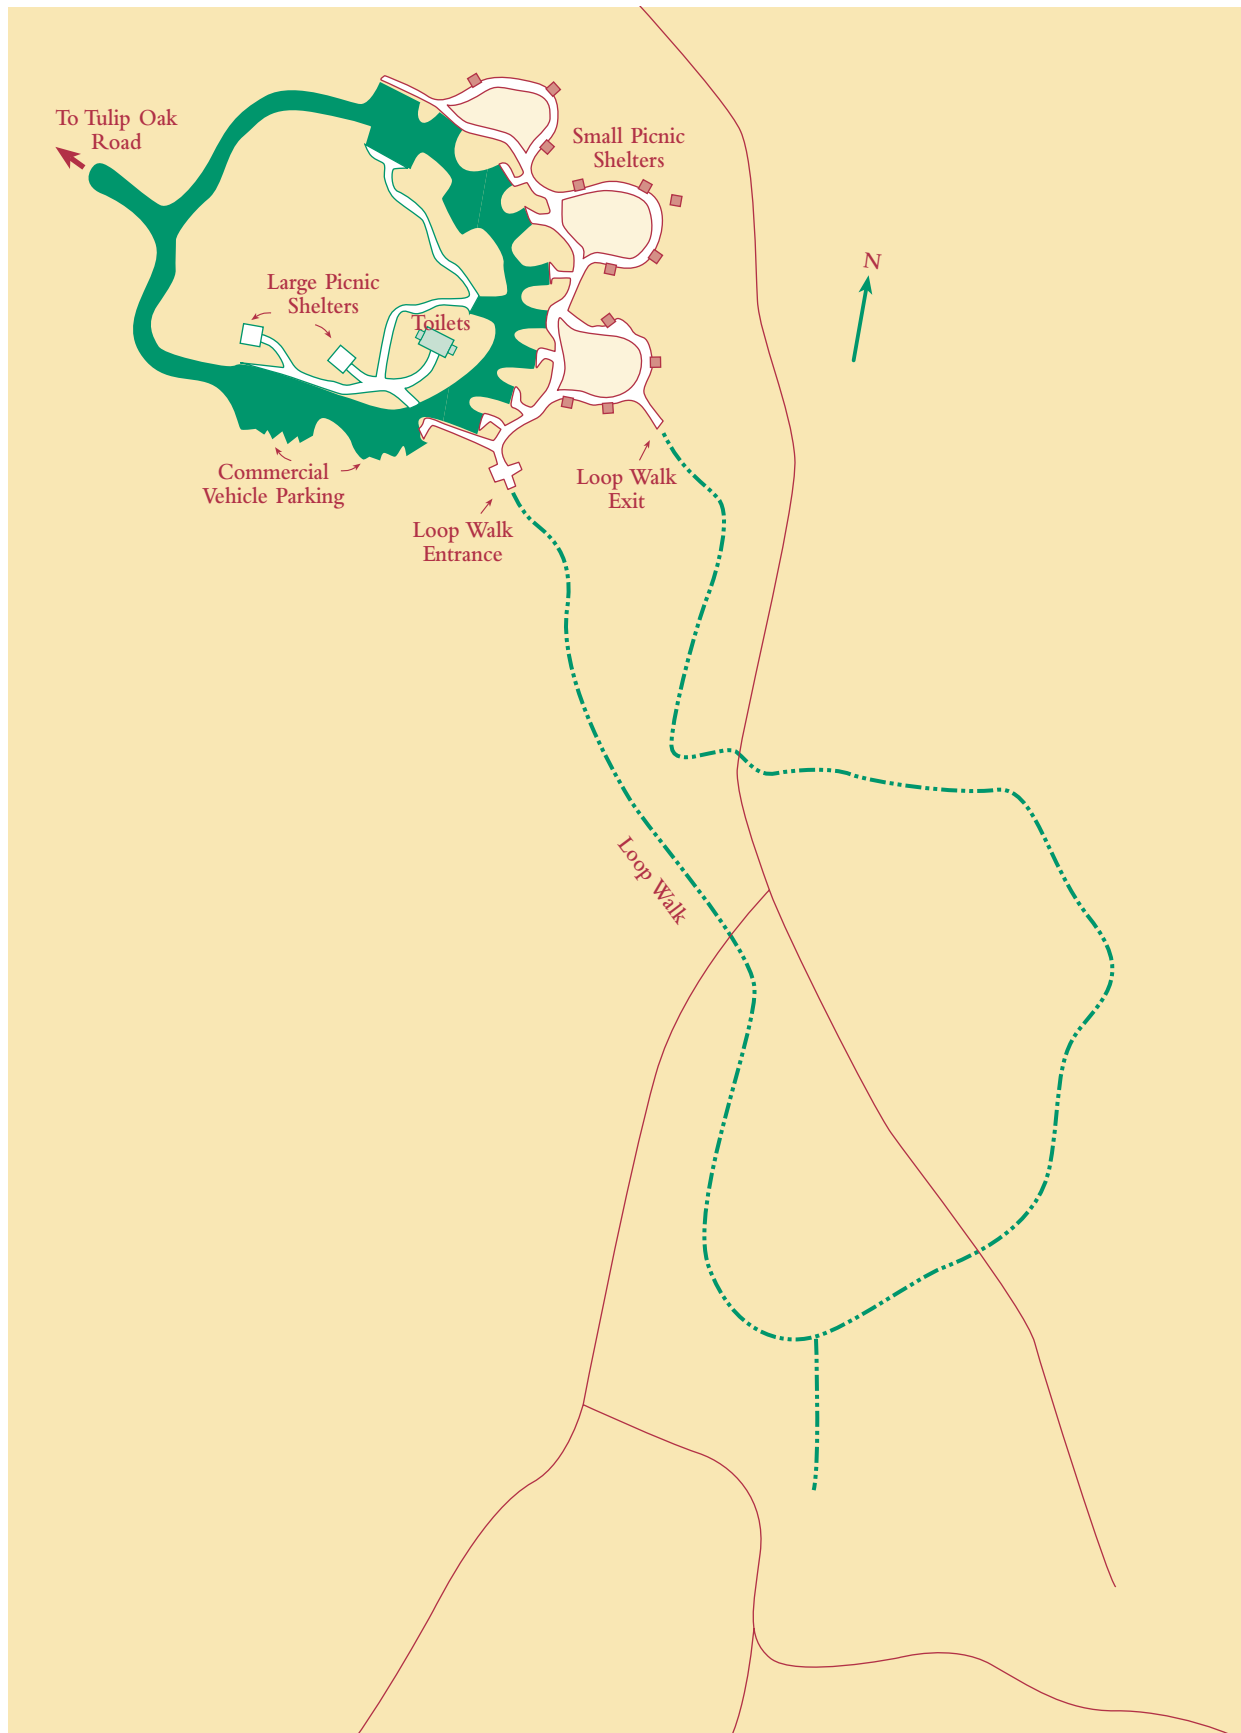 To Tulip Oak
Road
Small Picnic
Shelters
N
Large Picnic
Shelters
Toilets
Commercial
Vehicle Parking
Loop Walk
Exit
Loop Walk
Entrance
Loop Walk